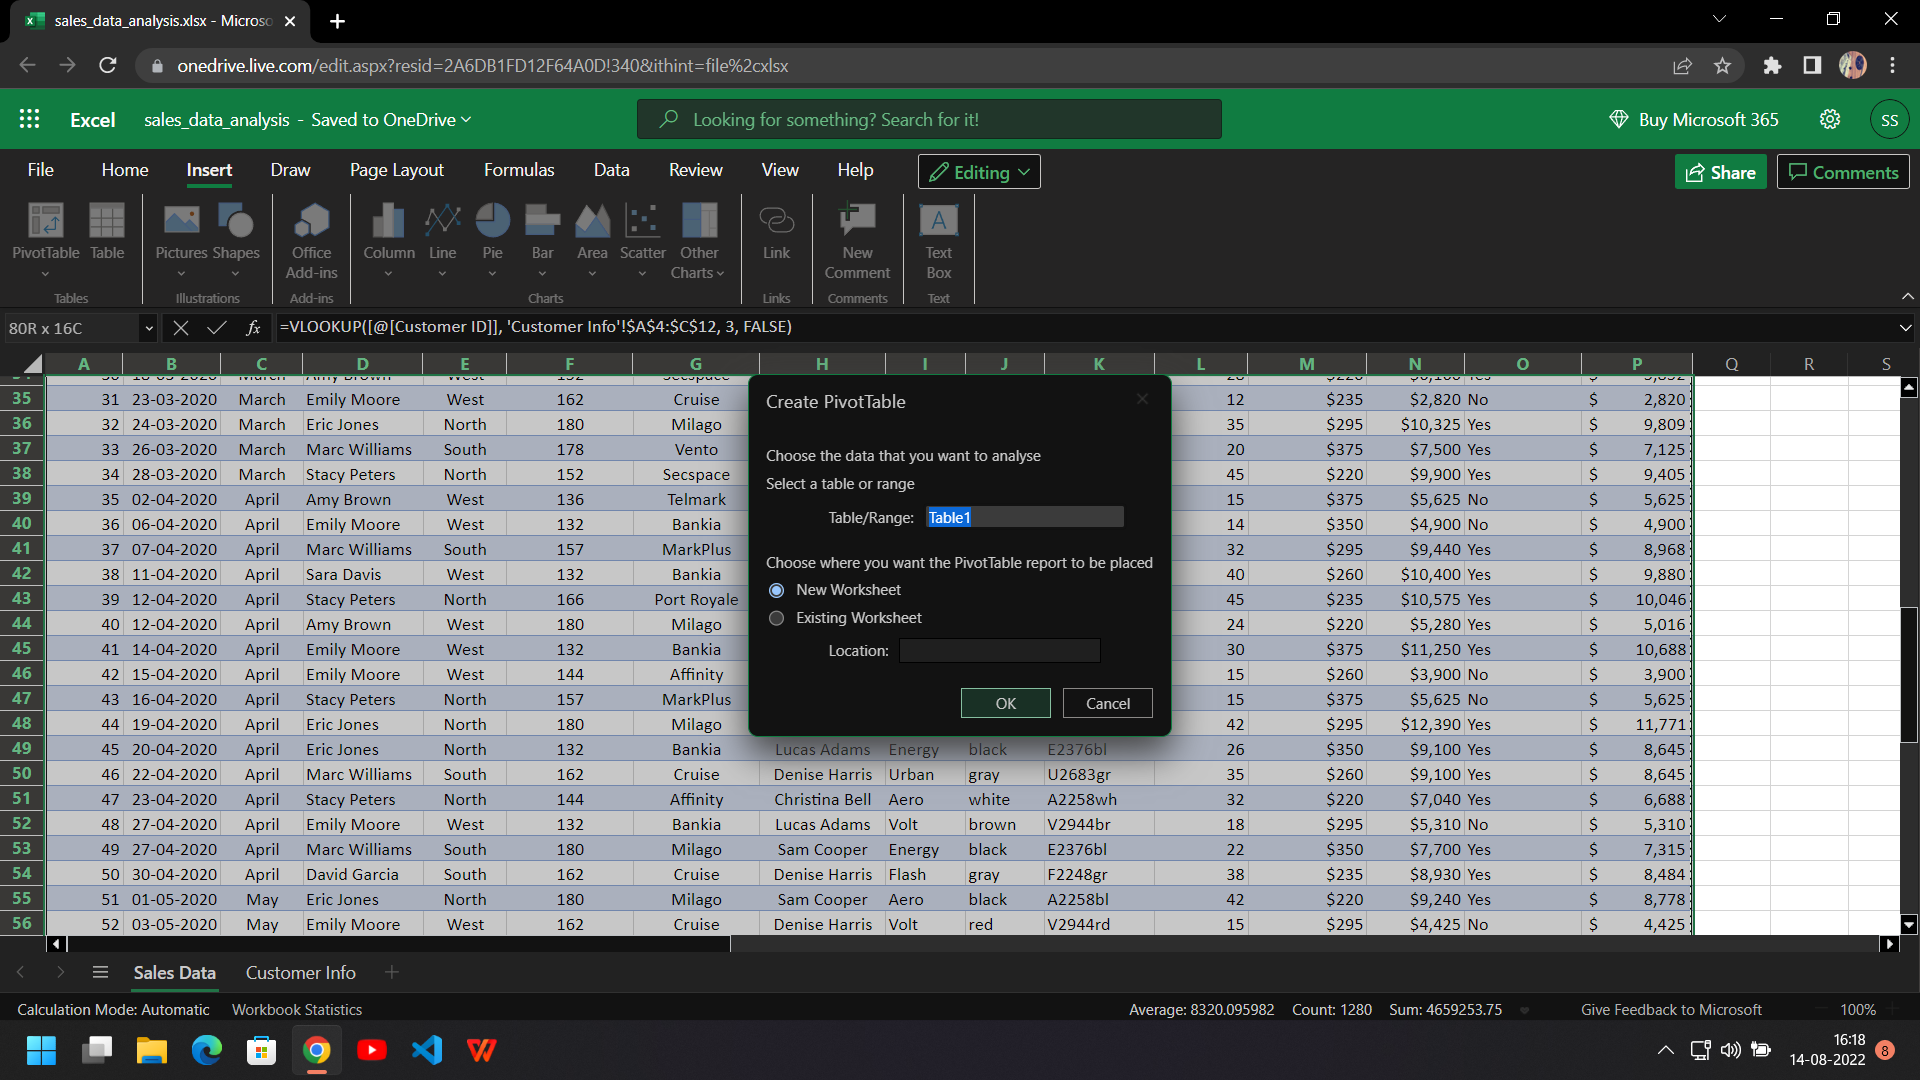 sales_data_analysis.xlsx - Microso
onedrive.live.com/edit.aspx?resid=2A6DB1FD12F64A0D!340&ithint=file%2cxlsx
Excel sales_data_analysis - Saved to OneDrive
Looking for something? Search for it!
Buy Microsoft 365
SS
File Home Insert Draw Page Layout Formulas Data Review View Help Editing Share Comments
PivotTable Table Pictures Shapes Office Add-ins Column Line Pie Bar Area Scatter Other Charts Link New Comment Text Box
Tables Illustrations Add-ins Charts Links Comments Text
80R x 16C fx =VLOOKUP([@[Customer ID]], 'Customer Info'!$A$4:$C$12, 3, FALSE)
A B C D E F G H I J K L M N O P Q R S
35 31 23-03-2020 March Emily Moore West 162 Cruise 12 $235 $2,820 No $ 2,820
36 32 24-03-2020 March Eric Jones North 180 Milago 35 $295 $10,325 Yes $ 9,809
37 33 26-03-2020 March Marc Williams South 178 Vento 20 $375 $7,500 Yes $ 7,125
38 34 28-03-2020 March Stacy Peters North 152 Secspace 45 $220 $9,900 Yes $ 9,405
39 35 02-04-2020 April Amy Brown West 136 Telmark 15 $375 $5,625 No $ 5,625
40 36 06-04-2020 April Emily Moore West 132 Bankia 14 $350 $4,900 No $ 4,900
41 37 07-04-2020 April Marc Williams South 157 MarkPlus 32 $295 $9,440 Yes $ 8,968
42 38 11-04-2020 April Sara Davis West 132 Bankia 40 $260 $10,400 Yes $ 9,880
43 39 12-04-2020 April Stacy Peters North 166 Port Royale 45 $235 $10,575 Yes $ 10,046
44 40 12-04-2020 April Amy Brown West 180 Milago 24 $220 $5,280 Yes $ 5,016
45 41 14-04-2020 April Emily Moore West 132 Bankia 30 $375 $11,250 Yes $ 10,688
46 42 15-04-2020 April Emily Moore West 144 Affinity 15 $260 $3,900 No $ 3,900
47 43 16-04-2020 April Stacy Peters North 157 MarkPlus 15 $375 $5,625 No $ 5,625
48 44 19-04-2020 April Eric Jones North 180 Milago 42 $295 $12,390 Yes $ 11,771
49 45 20-04-2020 April Eric Jones North 132 Bankia Lucas Adams Energy black E2376bl 26 $350 $9,100 Yes $ 8,645
50 46 22-04-2020 April Marc Williams South 162 Cruise Denise Harris Urban gray U2683gr 35 $260 $9,100 Yes $ 8,645
51 47 23-04-2020 April Stacy Peters North 144 Affinity Christina Bell Aero white A2258wh 32 $220 $7,040 Yes $ 6,688
52 48 27-04-2020 April Emily Moore West 132 Bankia Lucas Adams Volt brown V2944br 18 $295 $5,310 No $ 5,310
53 49 27-04-2020 April Marc Williams South 180 Milago Sam Cooper Energy black E2376bl 22 $350 $7,700 Yes $ 7,315
54 50 30-04-2020 April David Garcia South 162 Cruise Denise Harris Flash gray F2248gr 38 $235 $8,930 Yes $ 8,484
55 51 01-05-2020 May Eric Jones North 180 Milago Sam Cooper Aero black A2258bl 42 $220 $9,240 Yes $ 8,778
56 52 03-05-2020 May Emily Moore West 162 Cruise Denise Harris Volt red V2944rd 15 $295 $4,425 No $ 4,425
Create PivotTable
Choose the data that you want to analyse
Select a table or range
Table/Range: Table1
Choose where you want the PivotTable report to be placed
New Worksheet
Existing Worksheet
Location:
OK Cancel
Sales Data Customer Info
Calculation Mode: Automatic Workbook Statistics Average: 8320.095982 Count: 1280 Sum: 4659253.75 Give Feedback to Microsoft 100%
16:18
14-08-2022
8